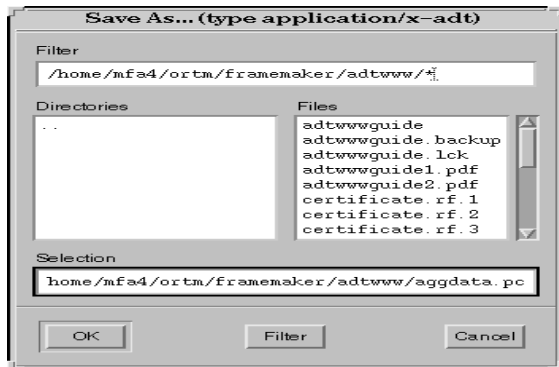 Save As... (type application/x-adt)
Filter
/home/mfa4/ortm/framemaker/adtwww/*
Directories
Files
..
adtwwwguide
adtwwwguide.backup
adtwwwguide.lck
adtwwwguide1.pdf
adtwwwguide2.pdf
certificate.rf.1
certificate.rf.2
certificate.rf.3
Selection
home/mfa4/ortm/framemaker/adtwww/aggdata.pc
OK
Filter
Cancel